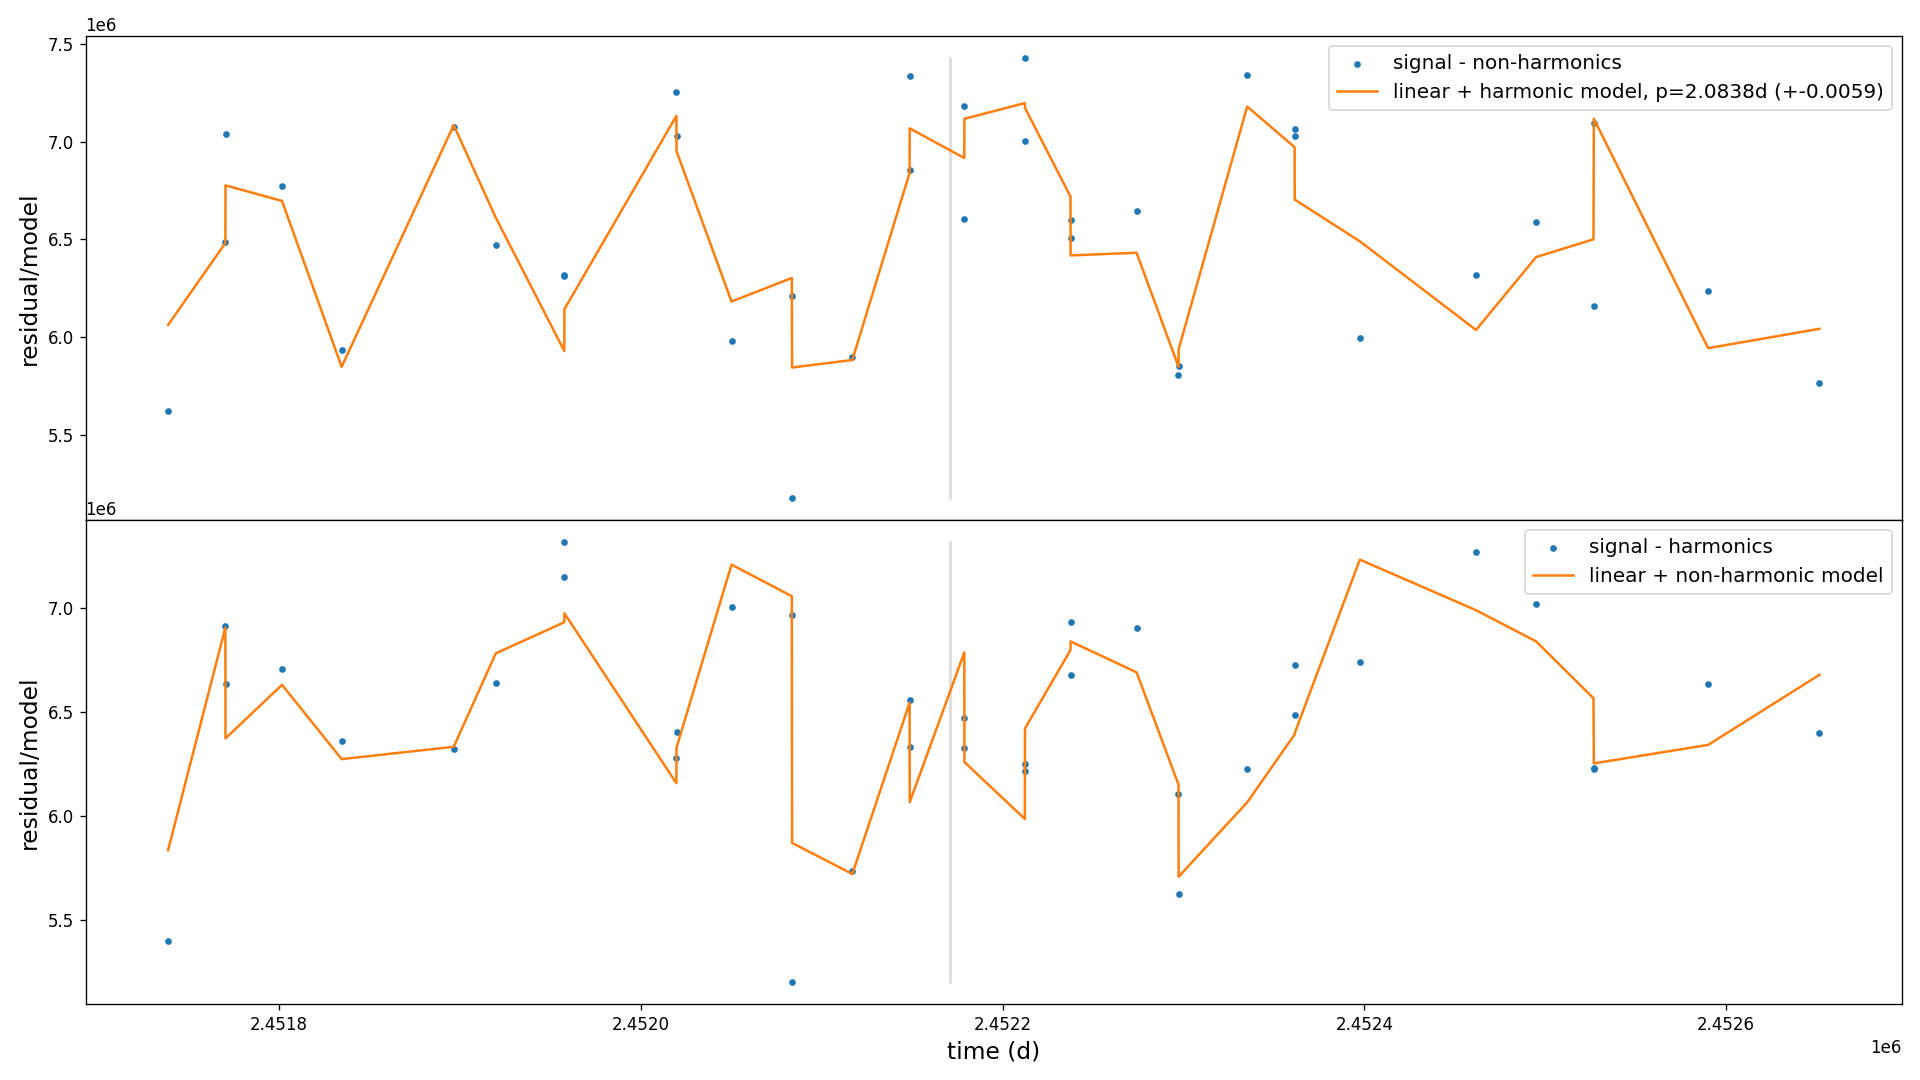 1e6
7.5
7.0
6.5
6.0
5.5
residual/model
signal - non-harmonics
linear + harmonic model, p=2.0838d (+-0.0059)
1e6
7.0
6.5
6.0
5.5
residual/model
signal - harmonics
linear + non-harmonic model
2.4518 2.4520 2.4522 2.4524 2.4526
time (d)
1e6